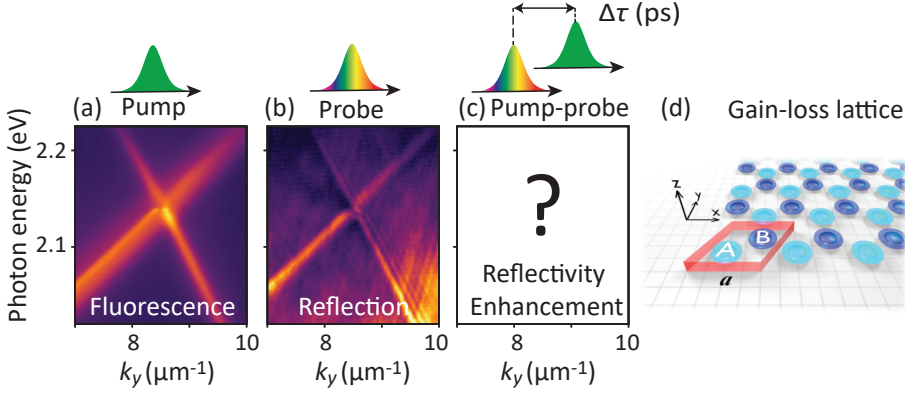 Δτ (ps)
(a) Pump
(b) Probe
(c) Pump-probe
(d) Gain-loss lattice
Photon energy (eV)
2.2
2.1
Fluorescence
Reflection
?
Reflectivity
Enhancement
z
y
x
A
B
a
8 10
8 10
8 10
k_y (μm⁻¹)
k_y (μm⁻¹)
k_y (μm⁻¹)